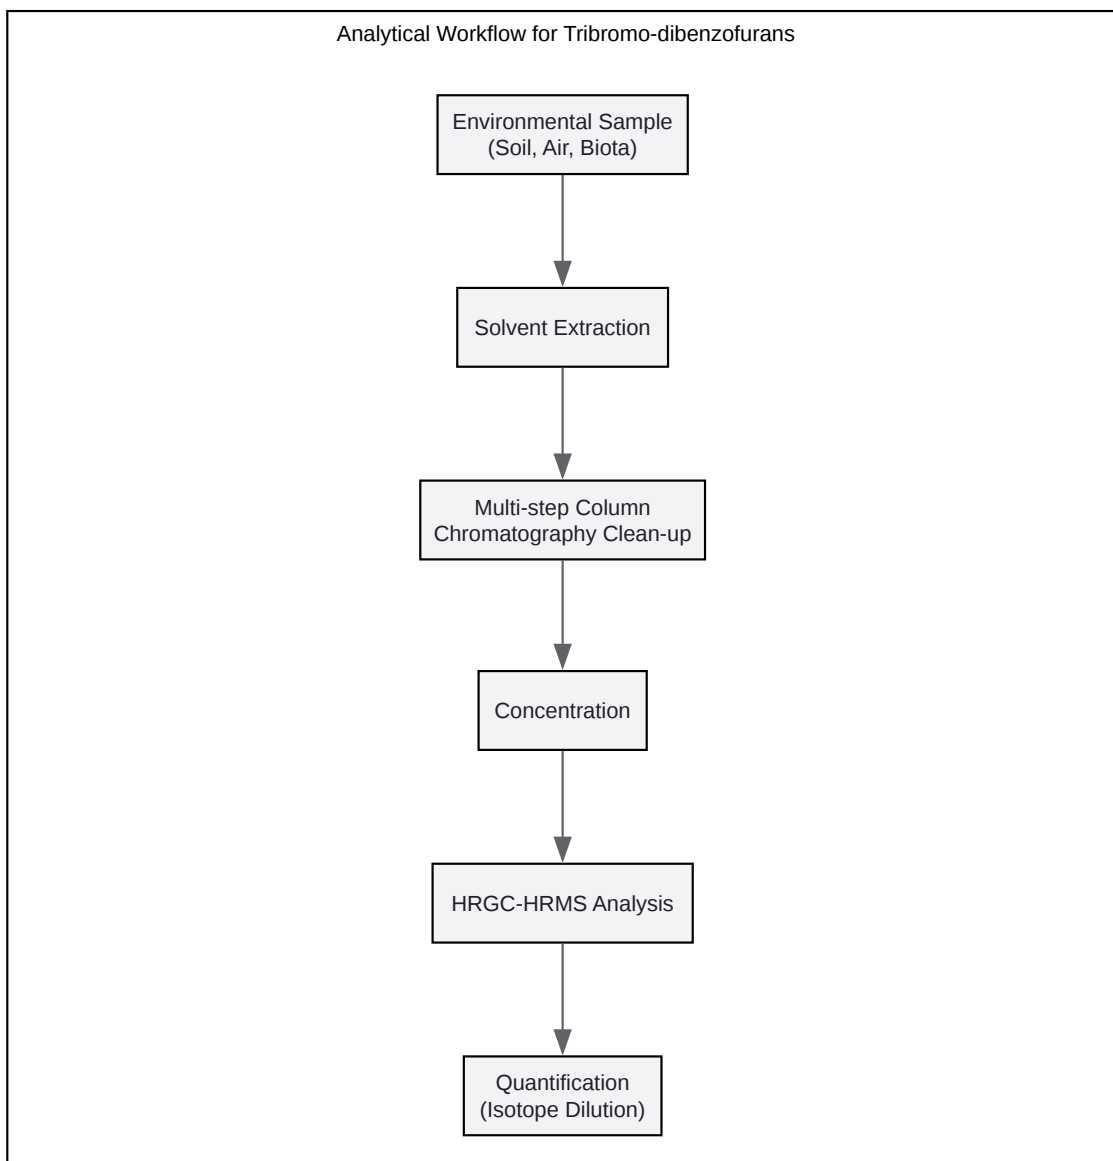 Analytical Workflow for Tribromo-dibenzofurans
Environmental Sample
(Soil, Air, Biota)
Solvent Extraction
Multi-step Column
Chromatography Clean-up
Concentration
HRGC-HRMS Analysis
Quantification
(Isotope Dilution)